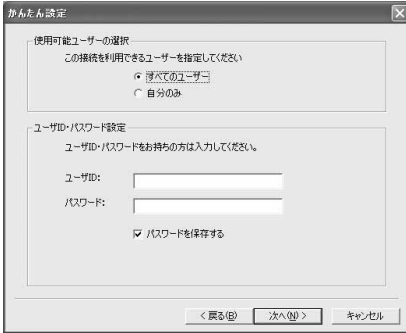 かんたん設定
使用可能ユーザーの選択
この接続を利用できるユーザーを指定してください
すべてのユーザー
自分のみ
ユーザID・パスワード設定
ユーザID・パスワードをお持ちの方は入力してください。
ユーザID:
パスワード:
パスワードを保存する
< 戻る(B) 次へ(N) > キャンセル